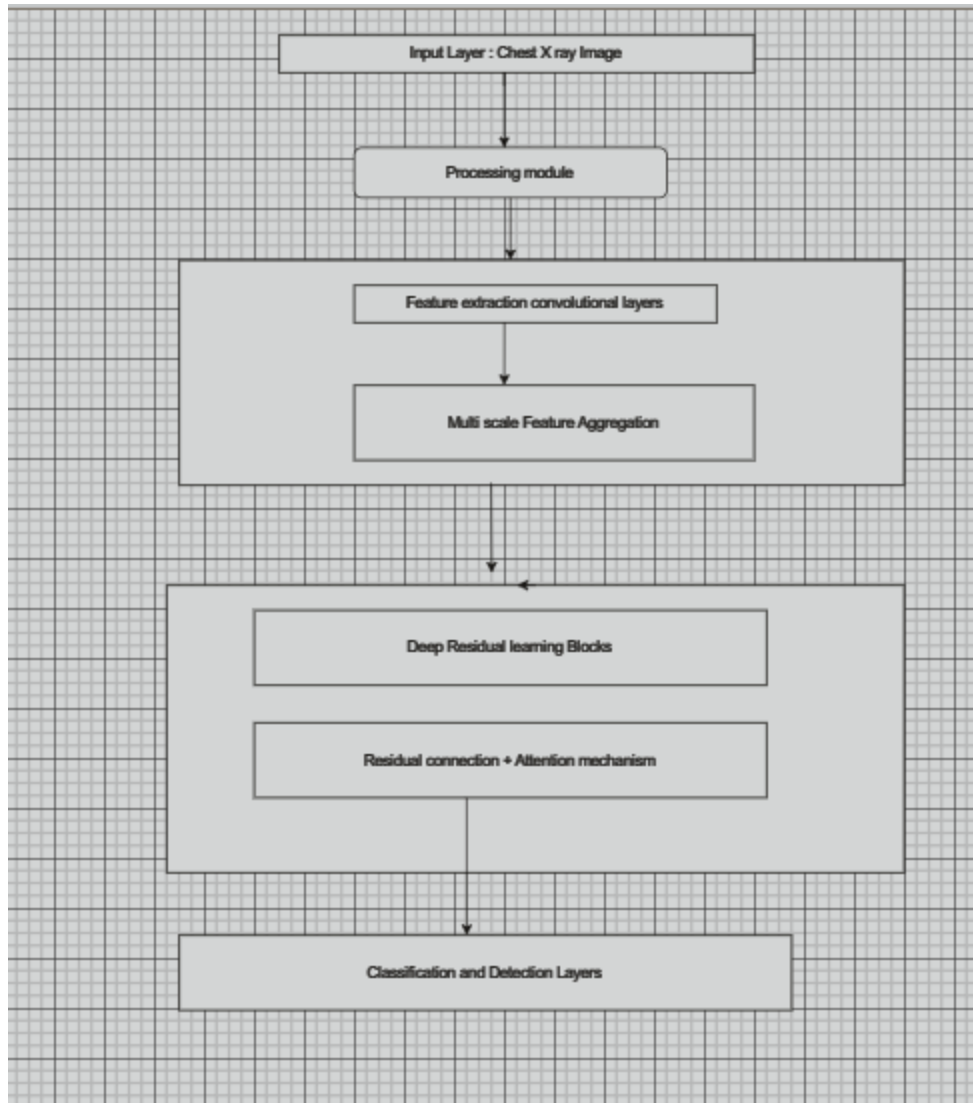 Input Layer : Chest X ray Image
Processing module
Feature extraction convolutional layers
Multi scale Feature Aggregation
Deep Residual learning Blocks
Residual connection + Attention mechanism
Classification and Detection Layers